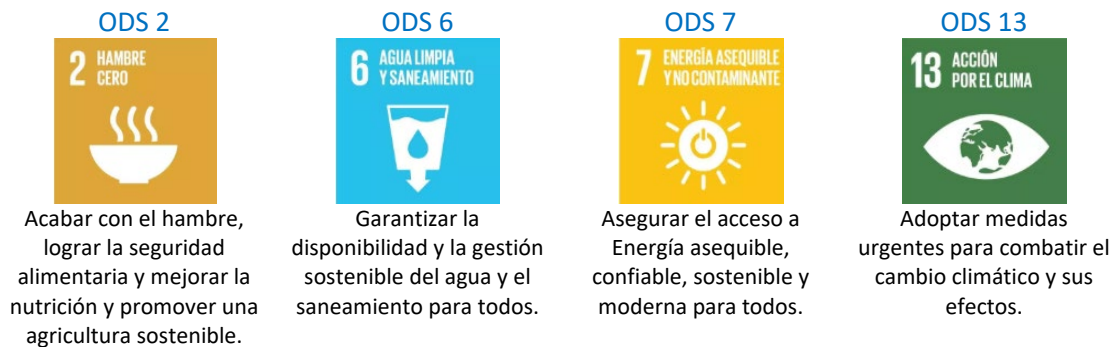 ODS 2
2 HAMBRE
CERO
Acabar con el hambre,
lograr la seguridad
alimentaria y mejorar la
nutrición y promover una
agricultura sostenible.
ODS 6
6 AGUA LIMPIA
Y SANEAMIENTO
Garantizar la
disponibilidad y la gestión
sostenible del agua y el
saneamiento para todos.
ODS 7
7 ENERGÍA ASEQUIBLE
Y NO CONTAMINANTE
Asegurar el acceso a
Energía asequible,
confiable, sostenible y
moderna para todos.
ODS 13
13 ACCIÓN
POR EL CLIMA
Adoptar medidas
urgentes para combatir el
cambio climático y sus
efectos.